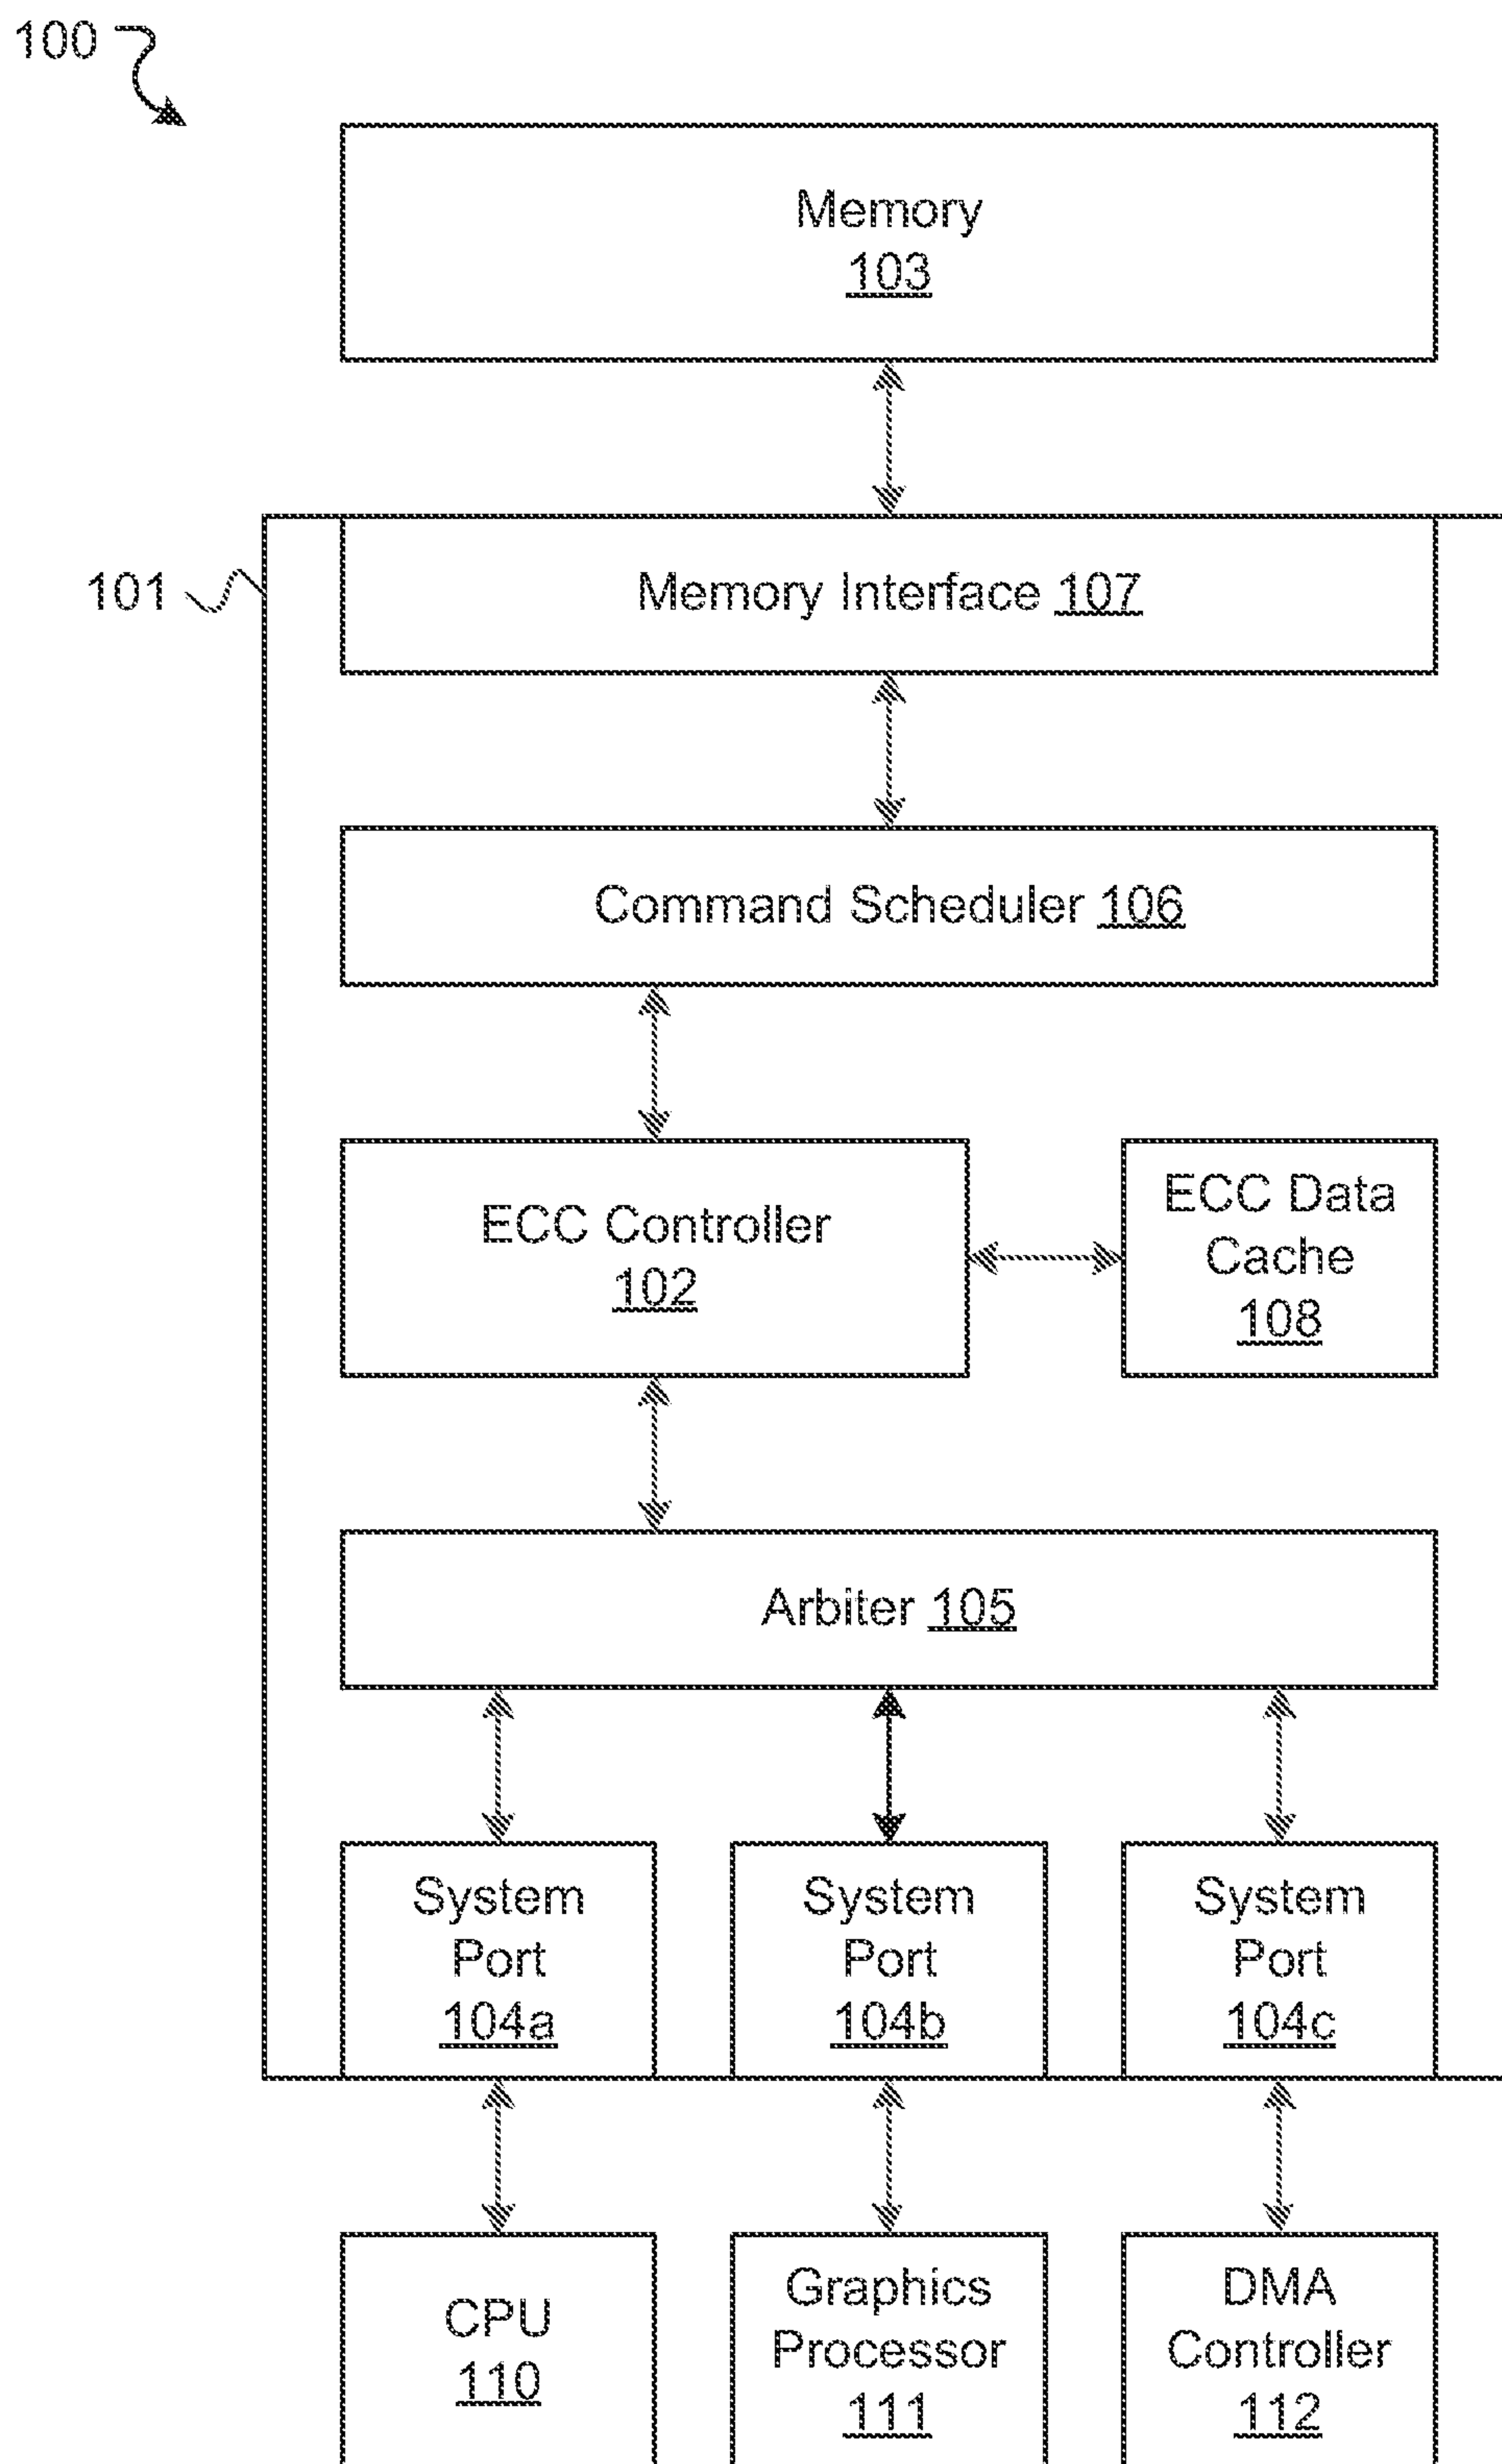 100
Memory
103
101
Memory Interface 107
Command Scheduler 106
ECC Controller
102
ECC Data
Cache
108
Arbiter 105
System
Port
104a
System
Port
104b
System
Port
104c
CPU
110
Graphics
Processor
111
DMA
Controller
112